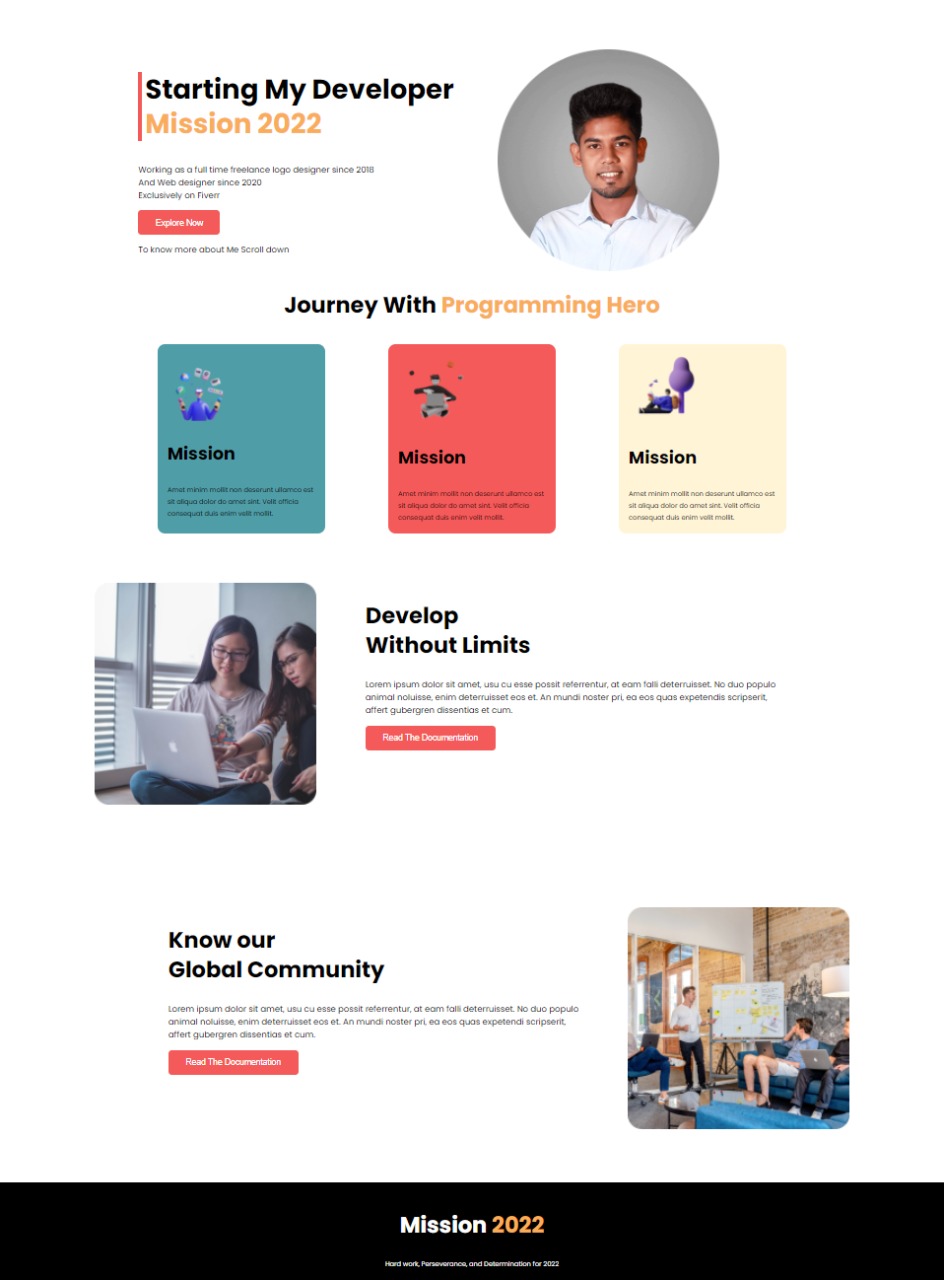 Starting My Developer
Mission 2022
Working as a full time freelance logo designer since 2018
And Web designer since 2020
Exclusively on Fiverr
Explore Now
To know more about Me Scroll down
Journey With Programming Hero
Mission
Amet minim mollit non deserunt ullamco est
sit aliqua dolor do amet sint. Velit officia
consequat duis enim velit mollit.
Mission
Amet minim mollit non deserunt ullamco est
sit aliqua dolor do amet sint. Velit officia
consequat duis enim velit mollit.
Mission
Amet minim mollit non deserunt ullamco est
sit aliqua dolor do amet sint. Velit officia
consequat duis enim velit mollit.
Develop
Without Limits
Lorem ipsum dolor sit amet, usu cu esse possit referrentur, at eam falli deterruisset. No duo populo
animal noluisse, enim deterruisset eos et. An mundi noster pri, ea eos quas expetendis scripserit,
affert gubergren dissentias et cum.
Read The Documentation
Know our
Global Community
Lorem ipsum dolor sit amet, usu cu esse possit referrentur, at eam falli deterruisset. No duo populo
animal noluisse, enim deterruisset eos et. An mundi noster pri, ea eos quas expetendi scripserit,
affert gubergren dissentias et cum.
Read The Documentation
Mission 2022
Hard work, Perseverance, and Determination for 2022